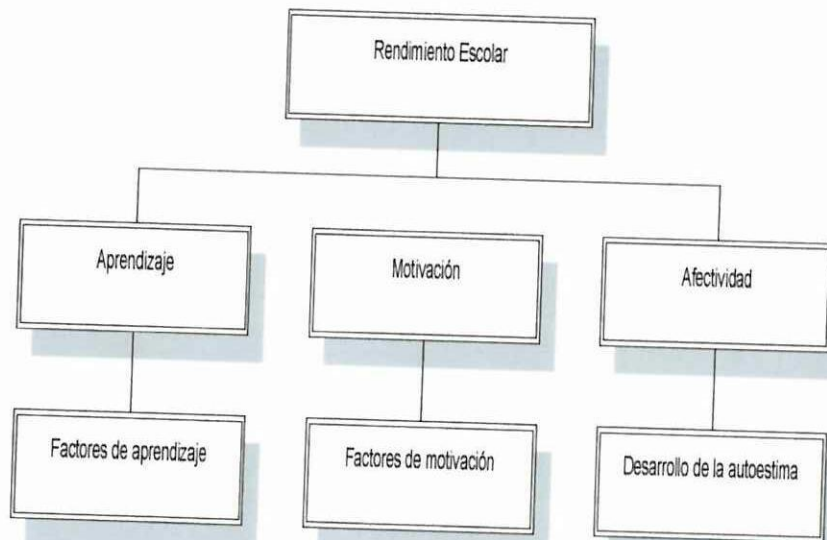 Rendimiento Escolar
Aprendizaje
Motivación
Afectividad
Factores de aprendizaje
Factores de motivación
Desarrollo de la autoestima